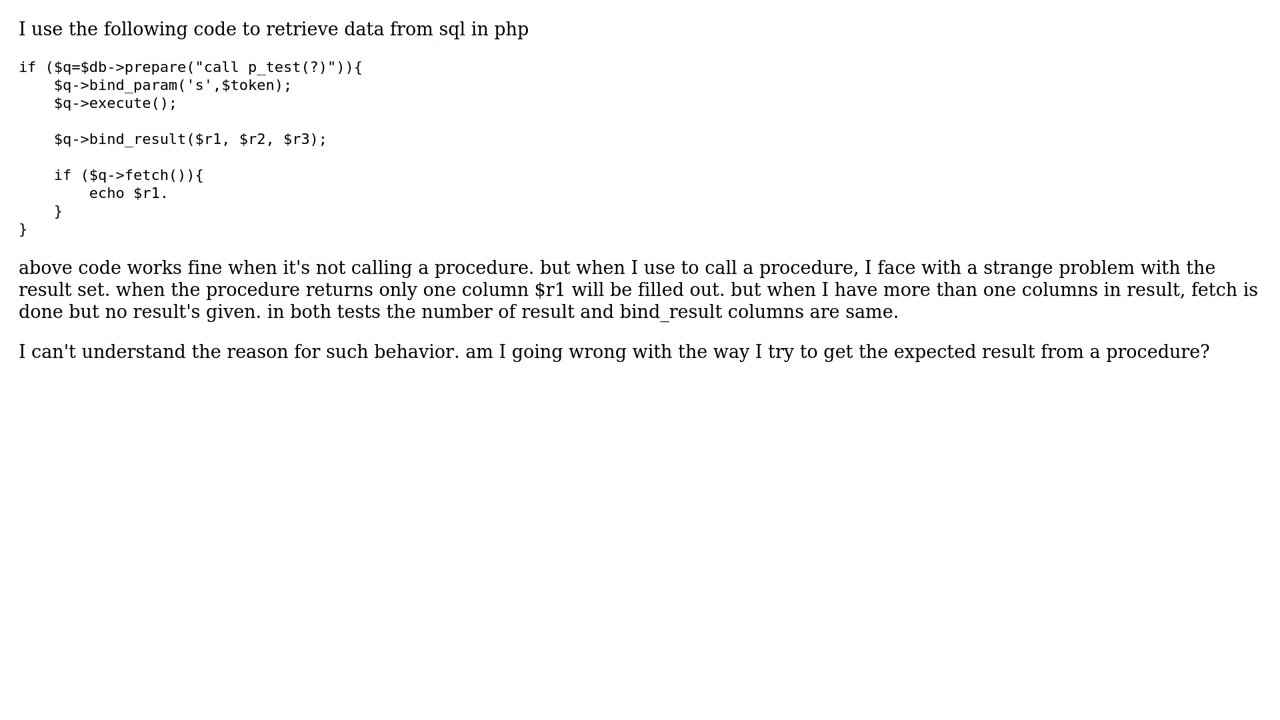 I use the following code to retrieve data from sql in php
if ($q=$db->prepare("call p_test(?)")){
    $q->bind_param('s',$token);
    $q->execute();
    $q->bind_result($r1, $r2, $r3);
    if ($q->fetch()){
        echo $r1.
    }
}
above code works fine when it's not calling a procedure. but when I use to call a procedure, I face with a strange problem with the
result set. when the procedure returns only one column $r1 will be filled out. but when I have more than one columns in result, fetch is
done but no result's given. in both tests the number of result and bind_result columns are same.
I can't understand the reason for such behavior. am I going wrong with the way I try to get the expected result from a procedure?